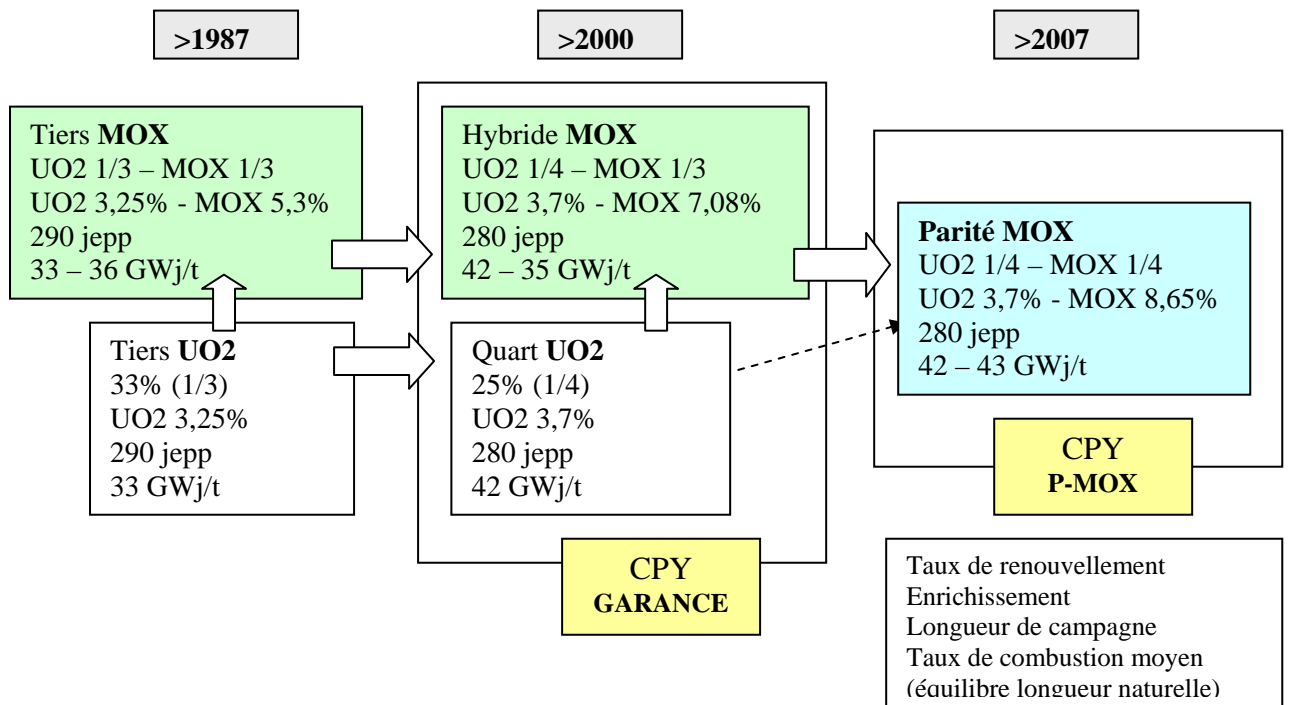 >1987
>2000
>2007
Tiers MOX
UO2 1/3 – MOX 1/3
UO2 3,25% - MOX 5,3%
290 jepp
33 – 36 GWj/t
Hybride MOX
UO2 1/4 – MOX 1/3
UO2 3,7% - MOX 7,08%
280 jepp
42 – 35 GWj/t
Parité MOX
UO2 1/4 – MOX 1/4
UO2 3,7% - MOX 8,65%
280 jepp
42 – 43 GWj/t
Tiers UO2
33% (1/3)
UO2 3,25%
290 jepp
33 GWj/t
Quart UO2
25% (1/4)
UO2 3,7%
280 jepp
42 GWj/t
CPY
P-MOX
CPY
GARANCE
Taux de renouvellement
Enrichissement
Longueur de campagne
Taux de combustion moyen
(équilibre longueur naturelle)